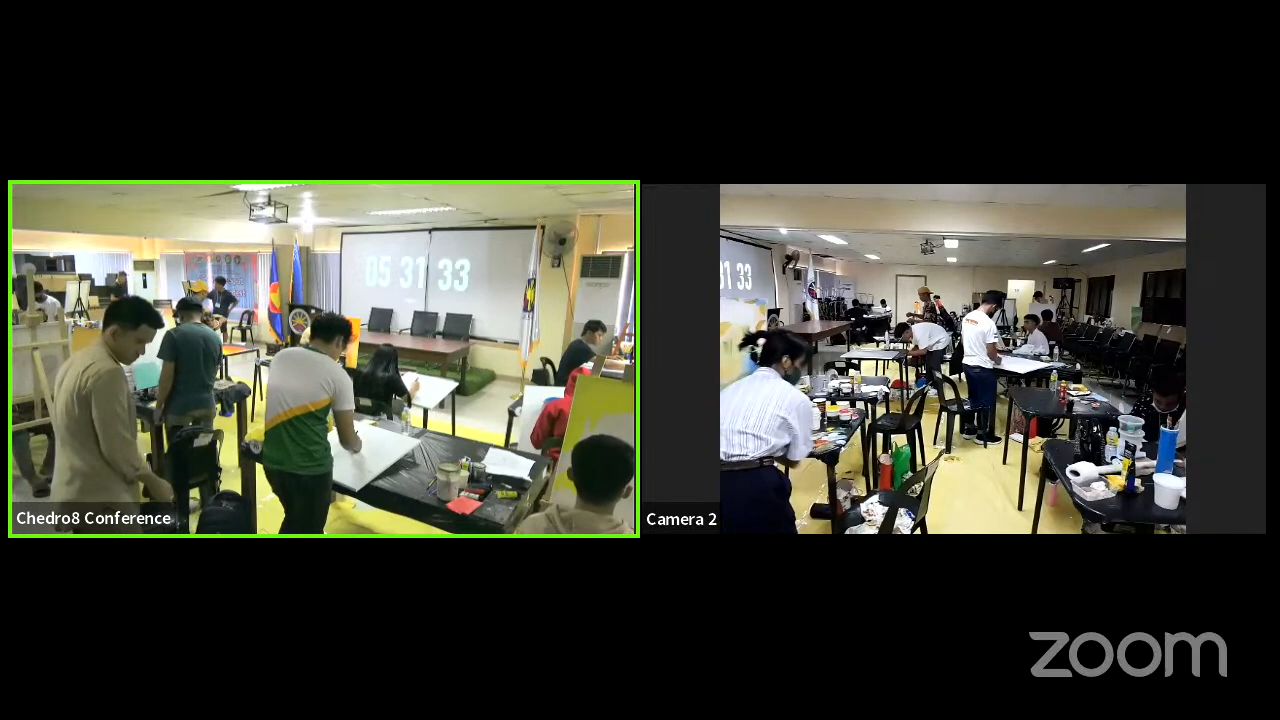 05 31 33
31 33
Chedro8 Conference
Camera 2
zoom